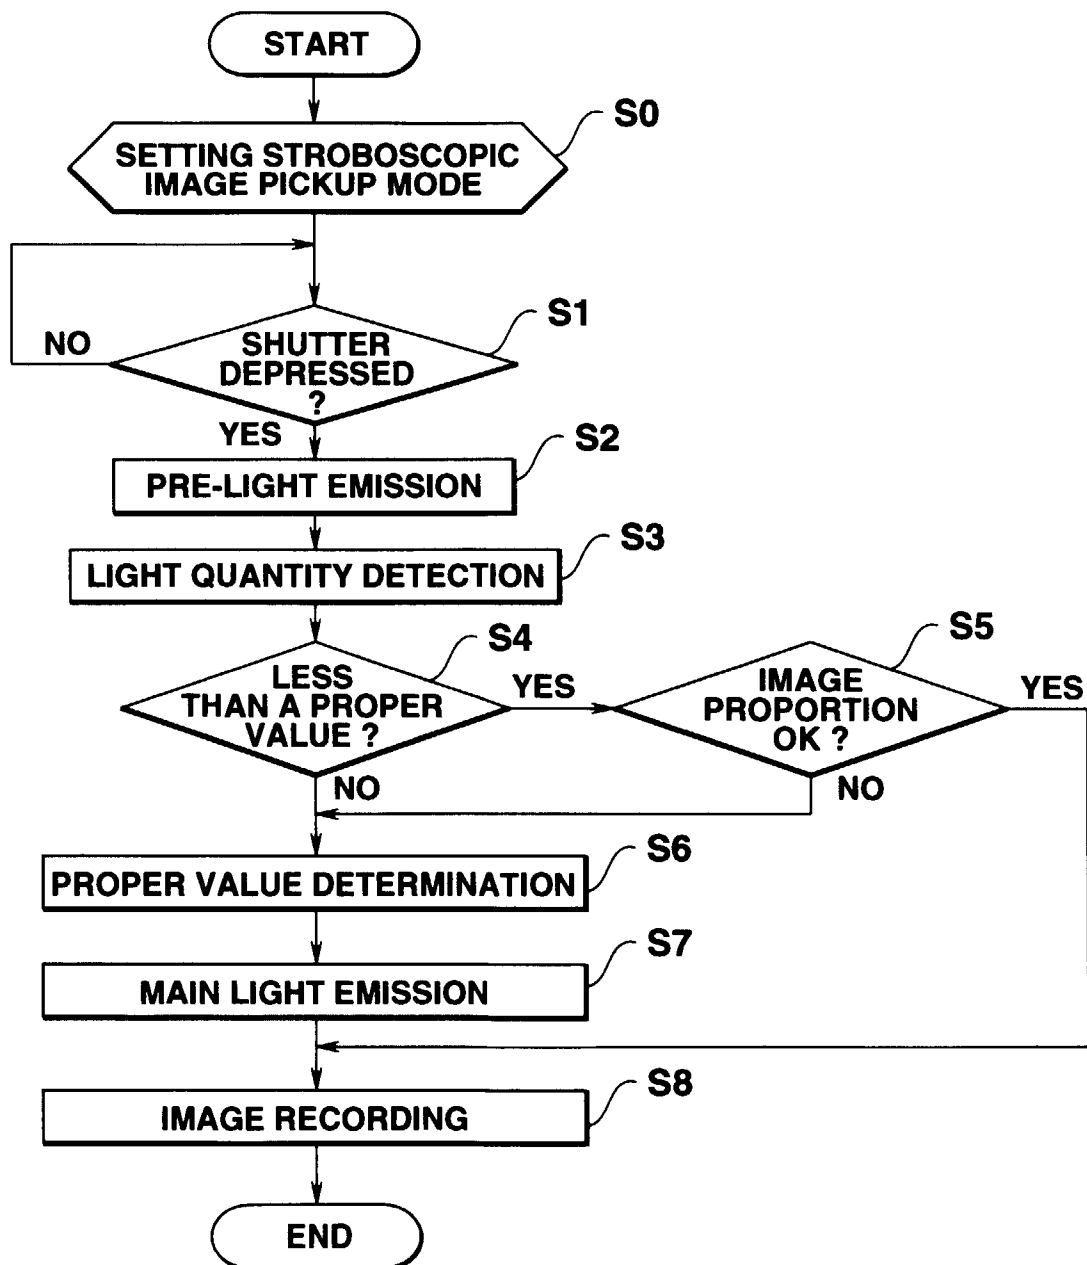 START
S0
SETTING STROBOSCOPIC
IMAGE PICKUP MODE
S1
NO
SHUTTER
DEPRESSED
?
YES
S2
PRE-LIGHT EMISSION
S3
LIGHT QUANTITY DETECTION
S4
LESS
THAN A PROPER
VALUE ?
YES
NO
S5
IMAGE
PROPORTION
OK ?
YES
NO
S6
PROPER VALUE DETERMINATION
S7
MAIN LIGHT EMISSION
S8
IMAGE RECORDING
END